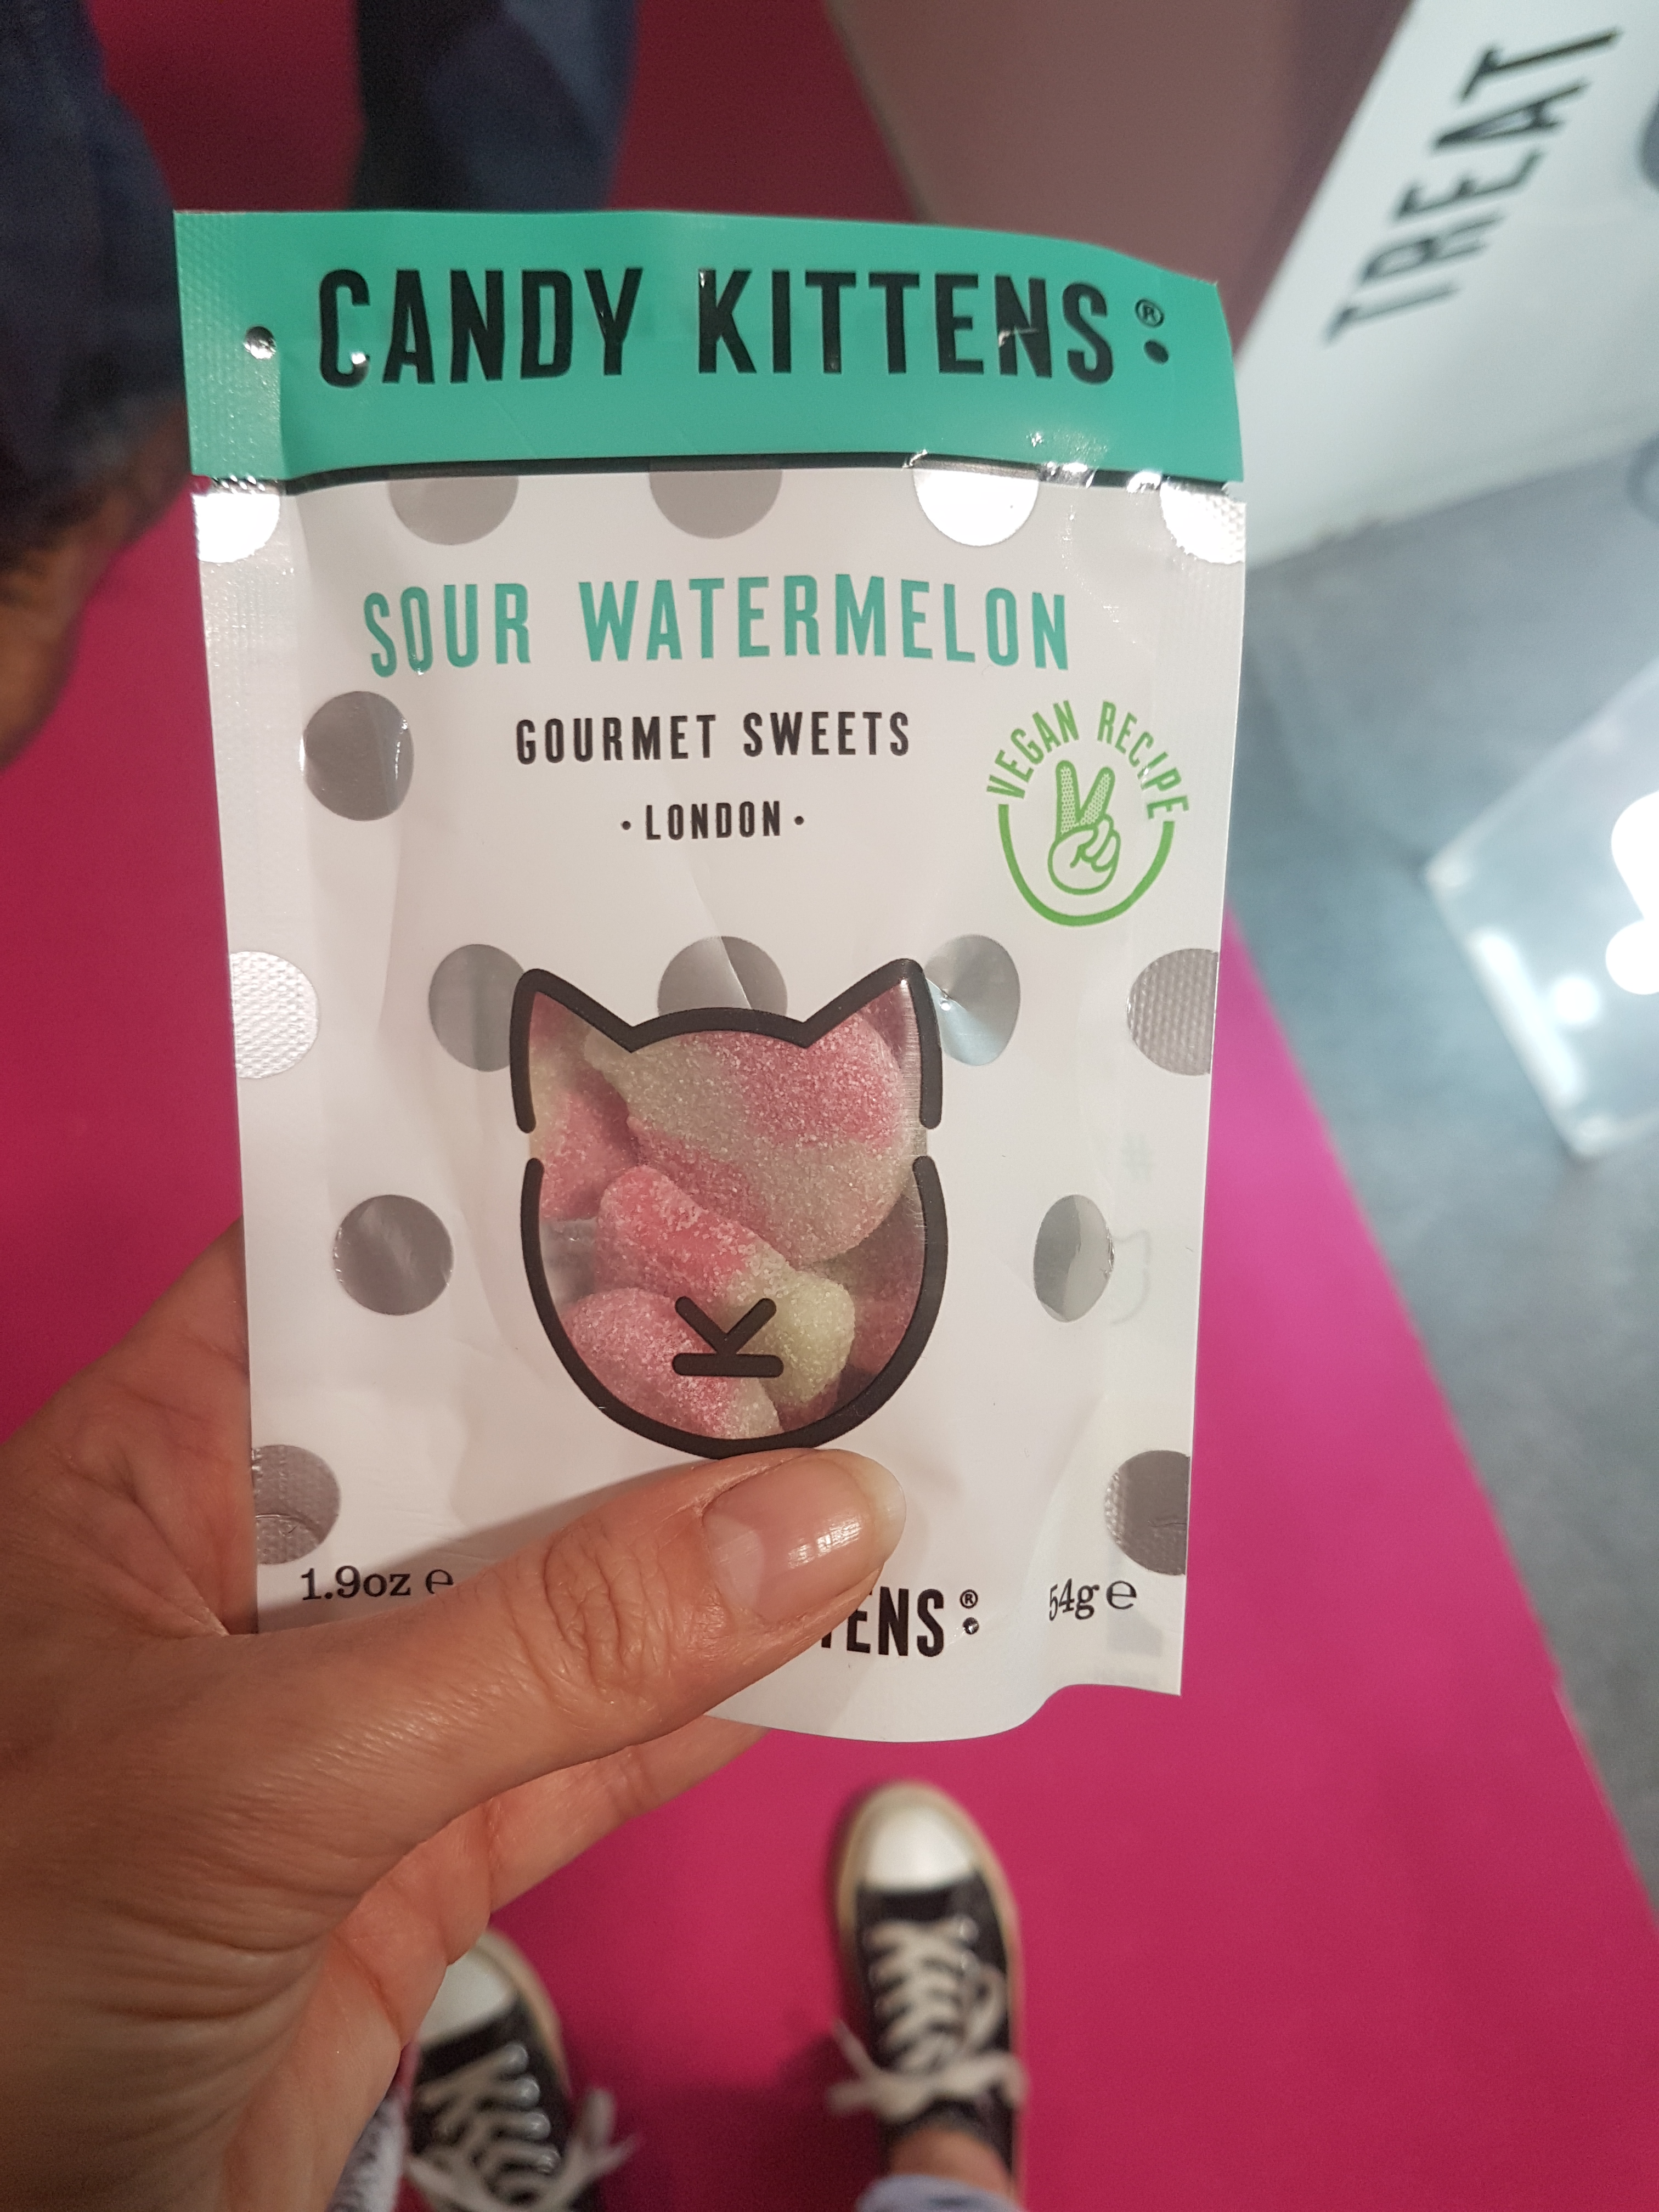 CANDY KITTENS:®
SOUR WATERMELON
GOURMET SWEETS
• LONDON •
VEGAN RECIPE
1.9oz ℮
TENS:®
54g ℮
TREAT